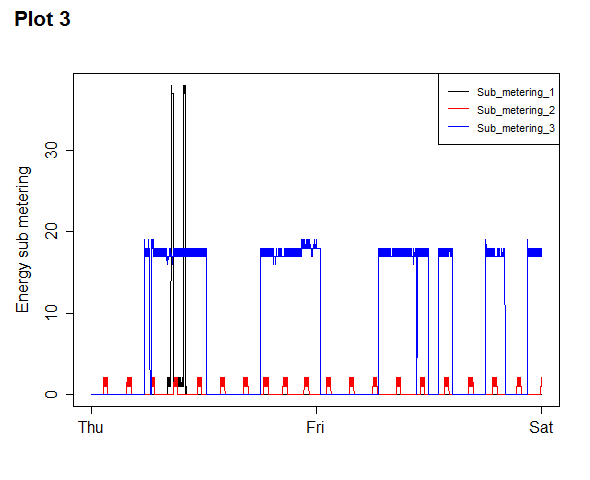 Plot 3
Sub_metering_1
Sub_metering_2
Sub_metering_3
Energy sub metering
30
20
10
0
Thu
Fri
Sat